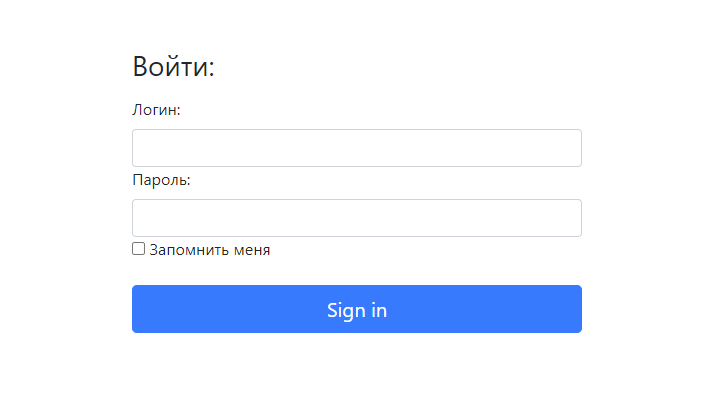 Войти:
Логин:
Пароль:
Запомнить меня
Sign in